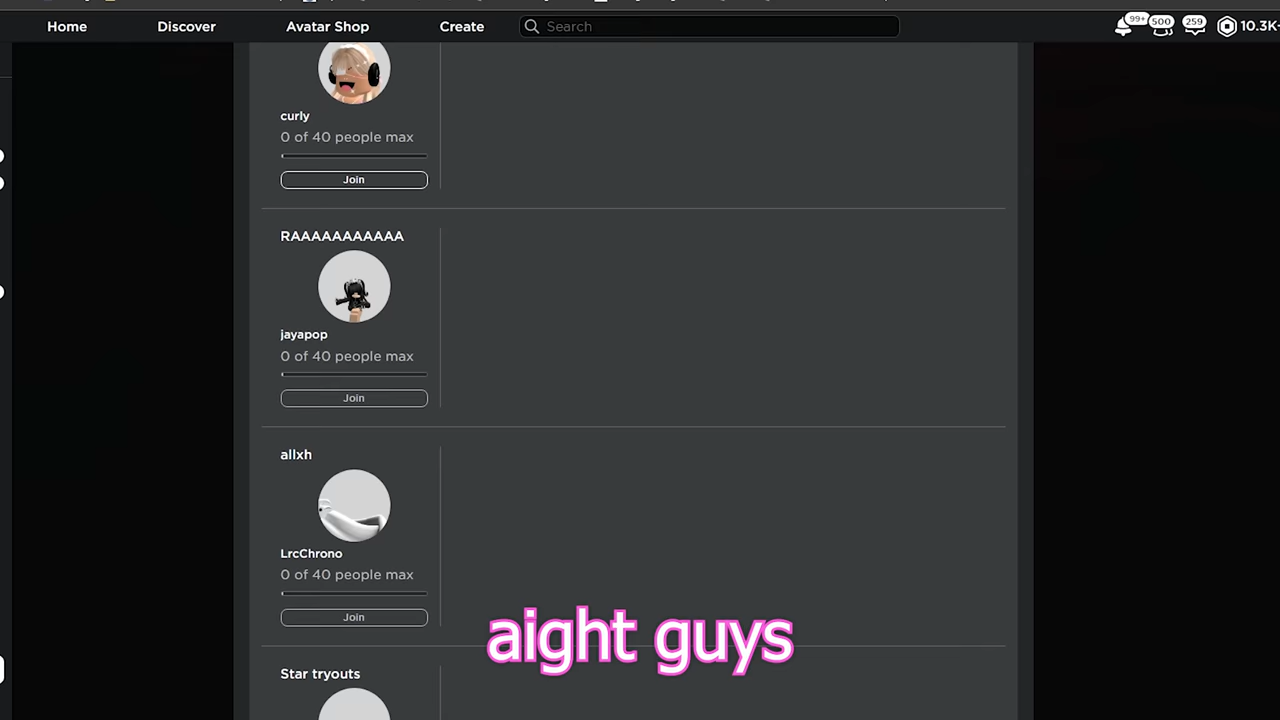 Home Discover Avatar Shop Create Search 99+ 500 259 10.3K+
curly
0 of 40 people max
Join
RAAAAAAAAAAA
jayapop
0 of 40 people max
Join
allxh
LrcChrono
0 of 40 people max
Join
aight guys
Star tryouts